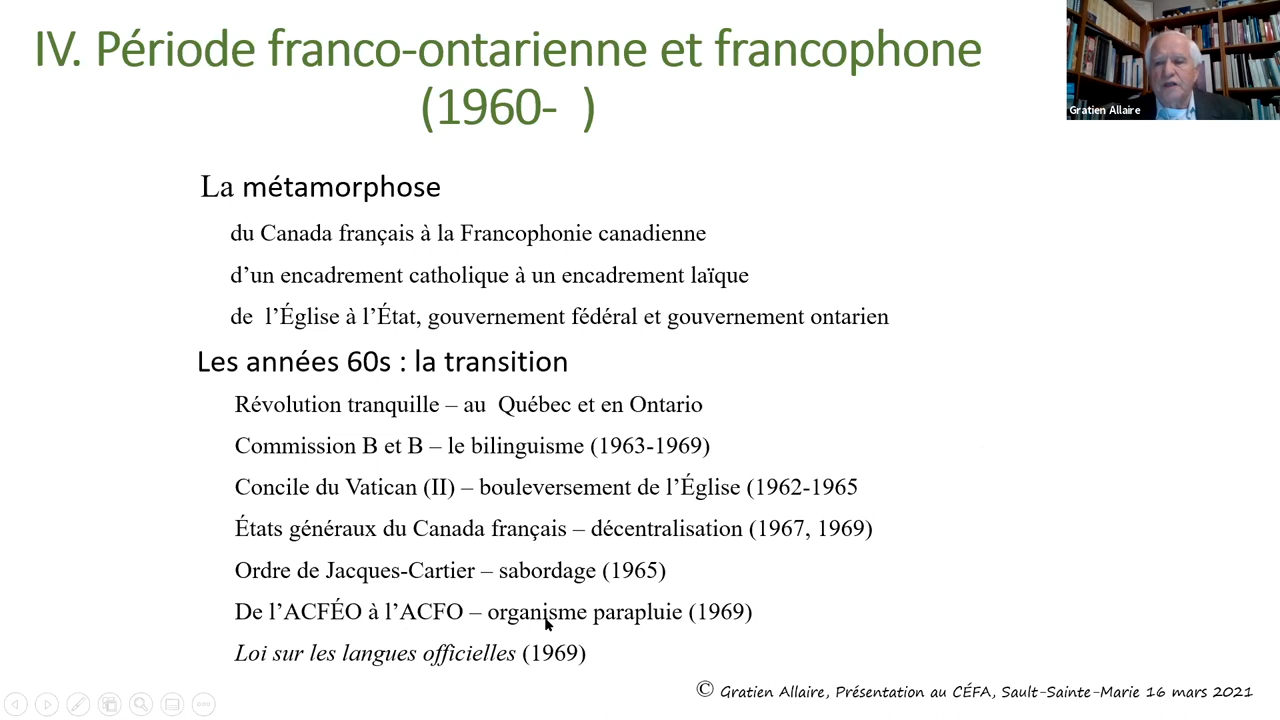 IV. Période franco-ontarienne et francophone
(1960-  )
Gratien Allaire
La métamorphose
du Canada français à la Francophonie canadienne
d’un encadrement catholique à un encadrement laïque
de  l’Église à l’État, gouvernement fédéral et gouvernement ontarien
Les années 60s : la transition
Révolution tranquille – au  Québec et en Ontario
Commission B et B – le bilinguisme (1963-1969)
Concile du Vatican (II) – bouleversement de l’Église (1962-1965
États généraux du Canada français – décentralisation (1967, 1969)
Ordre de Jacques-Cartier – sabordage (1965)
De l’ACFÉO à l’ACFO – organisme parapluie (1969)
Loi sur les langues officielles (1969)
© Gratien Allaire, Présentation au CÉFA, Sault-Sainte-Marie 16 mars 2021